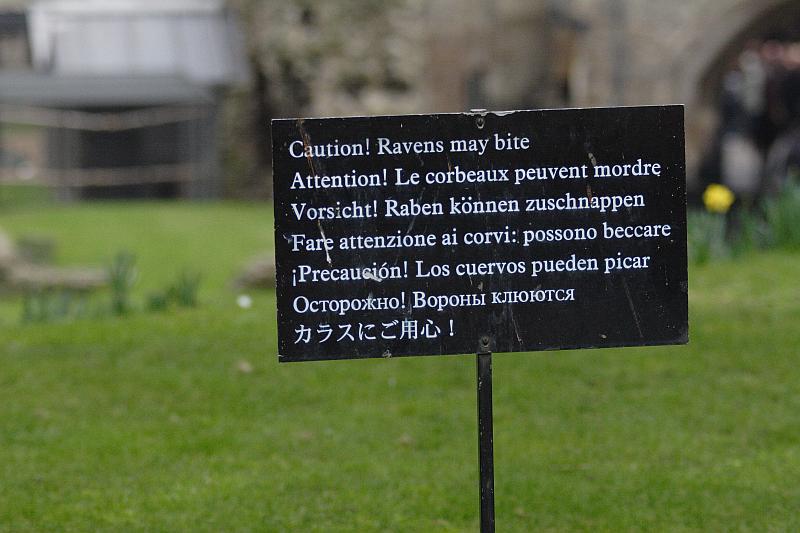 Caution! Ravens may bite
Attention! Le corbeaux peuvent mordre
Vorsicht! Raben können zuschnappen
Fare attenzione ai corvi: possono beccare
¡Precaución! Los cuervos pueden picar
Осторожно! Вороны клюются
カラスにご用心！